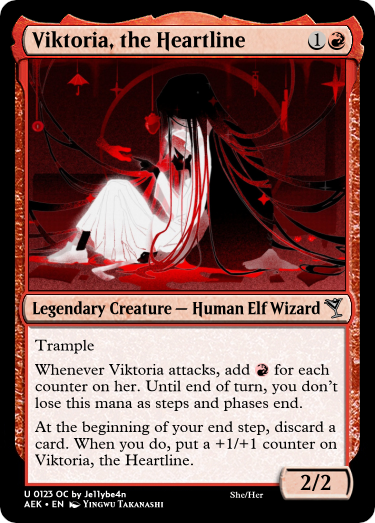 Viktoria, the Heartline 1
Legendary Creature — Human Elf Wizard
Trample
Whenever Viktoria attacks, add for each
counter on her. Until end of turn, you don't
lose this mana as steps and phases end.
At the beginning of your end step, discard a
card. When you do, put a +1/+1 counter on
Viktoria, the Heartline.
2/2
U 0123 OC by Je11ybe4n She/Her
AEK • EN Yingwu Takanashi